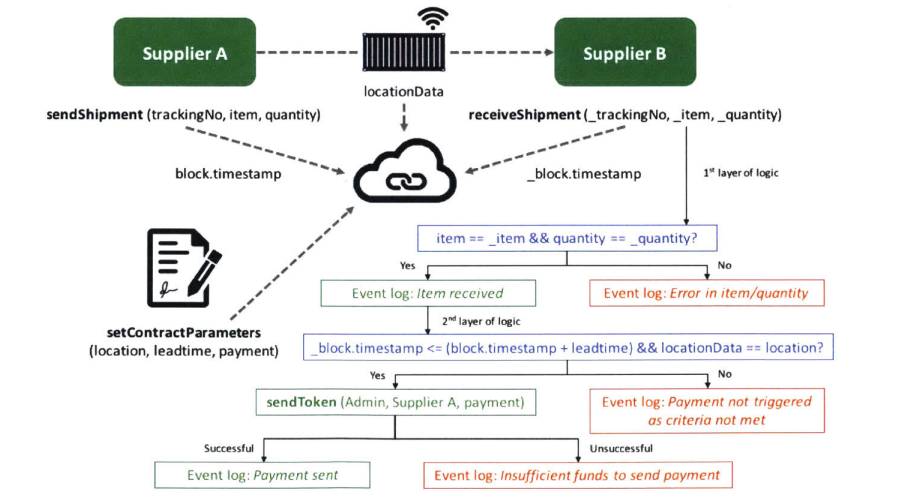 Supplier A
Supplier B
locationData
sendShipment (trackingNo, item, quantity)
receiveShipment (_trackingNo, _item, _quantity)
block.timestamp
_block.timestamp
1st layer of logic
item == _item && quantity == _quantity?
Yes
No
Event log: Item received
Event log: Error in item/quantity
2nd layer of logic
setContractParameters
(location, leadtime, payment)
_block.timestamp <= (block.timestamp + leadtime) && locationData == location?
Yes
No
sendToken (Admin, Supplier A, payment)
Event log: Payment not triggered
as criteria not met
Successful
Unsuccessful
Event log: Payment sent
Event log: Insufficient funds to send payment